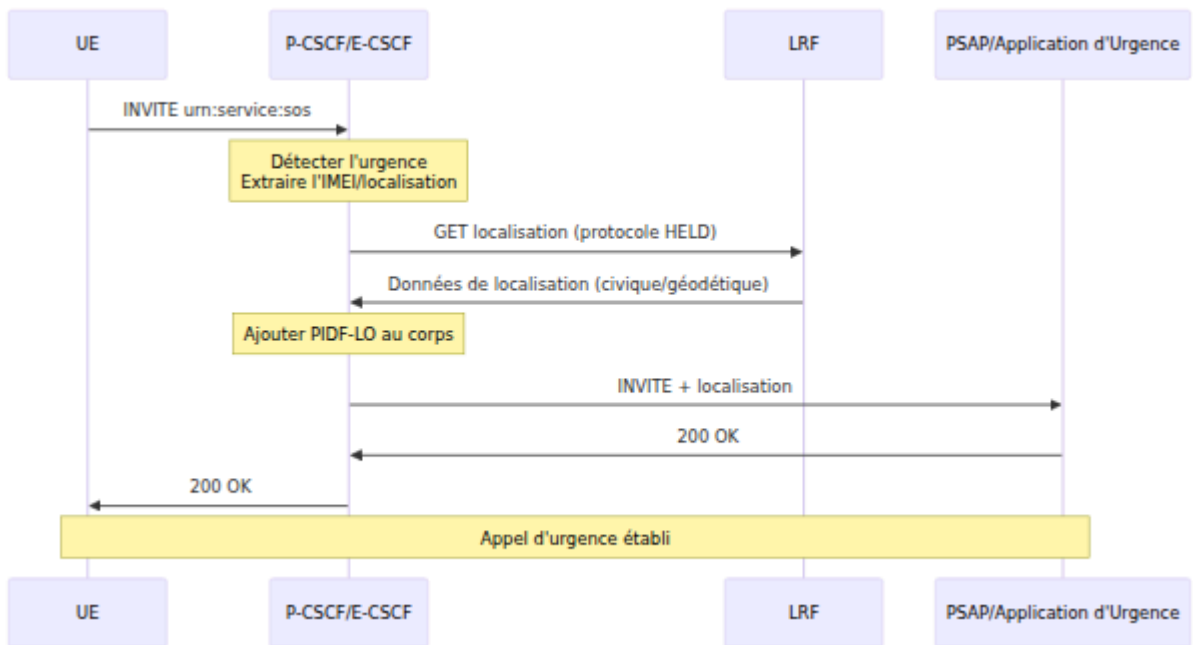 UE
P-CSCF/E-CSCF
LRF
PSAP/Application d'Urgence
INVITE urn:service:sos
Détecter l'urgence
Extraire l'IMEI/localisation
GET localisation (protocole HELD)
Données de localisation (civique/géodétique)
Ajouter PIDF-LO au corps
INVITE + localisation
200 OK
200 OK
Appel d'urgence établi
UE
P-CSCF/E-CSCF
LRF
PSAP/Application d'Urgence